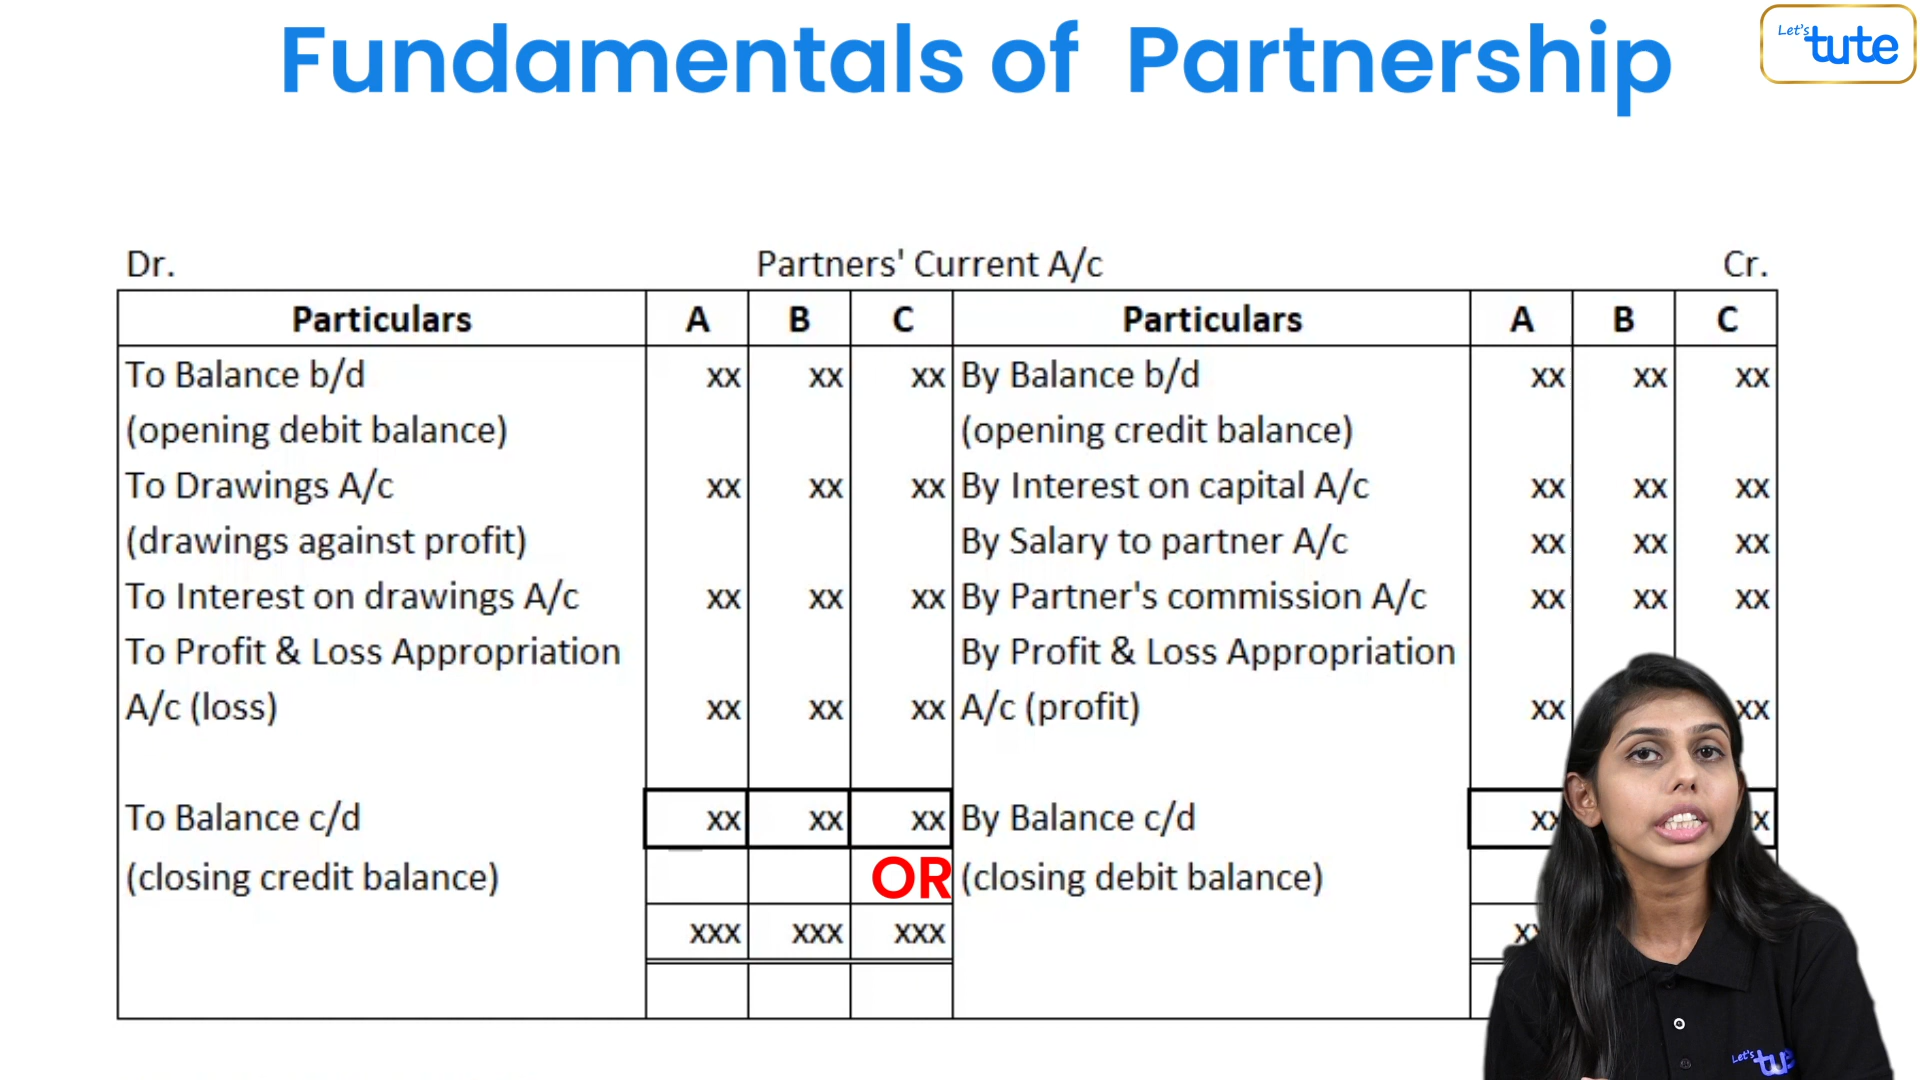 Fundamentals of Partnership
Let's tute
Dr. Partners' Current A/c Cr.
Particulars A B C Particulars A B C
To Balance b/d xx xx xx By Balance b/d xx xx xx
(opening debit balance) (opening credit balance)
To Drawings A/c xx xx xx By Interest on capital A/c xx xx xx
(drawings against profit) By Salary to partner A/c xx xx xx
To Interest on drawings A/c xx xx xx By Partner's commission A/c xx xx xx
To Profit & Loss Appropriation By Profit & Loss Appropriation
A/c (loss) xx xx xx A/c (profit) xx xx
To Balance c/d xx xx xx By Balance c/d
(closing credit balance) OR (closing debit balance)
xxx xxx xxx
Let's